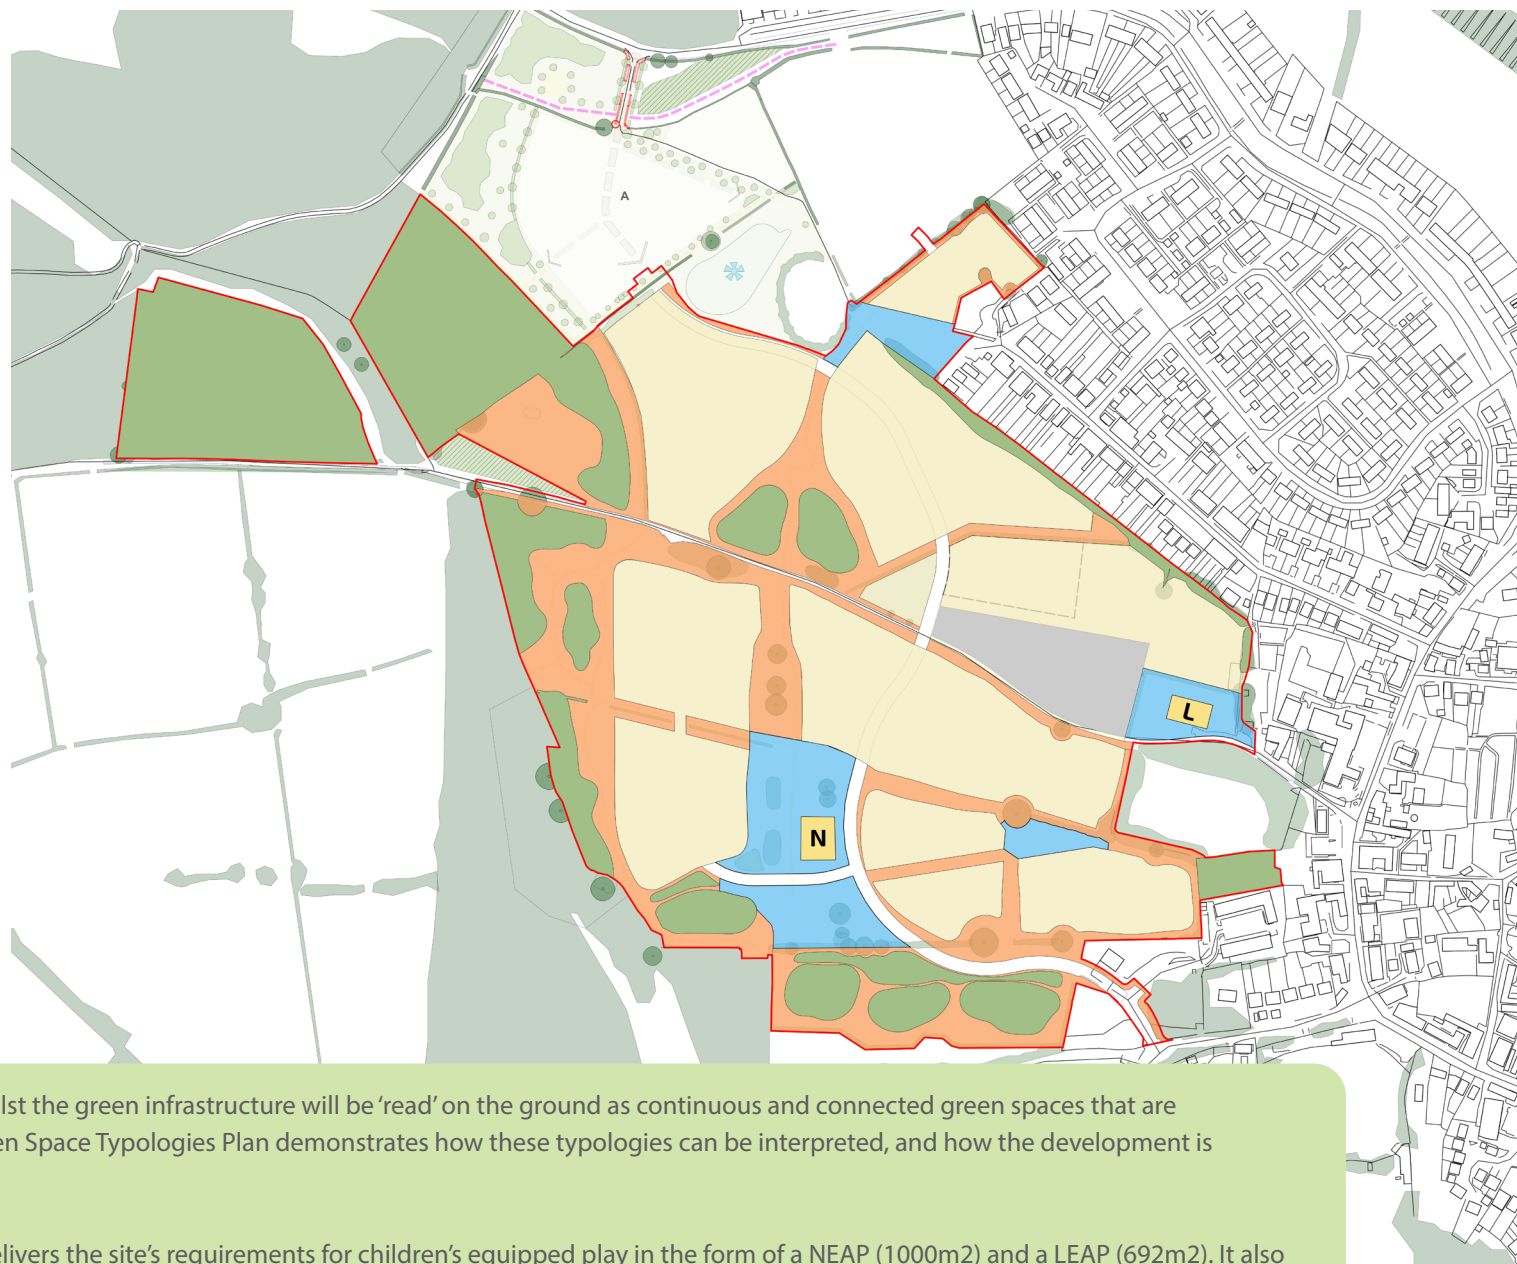 A
L
N
lst the green infrastructure will be ‘read’ on the ground as continuous and connected green spaces that are
en Space Typologies Plan demonstrates how these typologies can be interpreted, and how the development is
elivers the site’s requirements for children’s equipped play in the form of a NEAP (1000m2) and a LEAP (692m2). It also